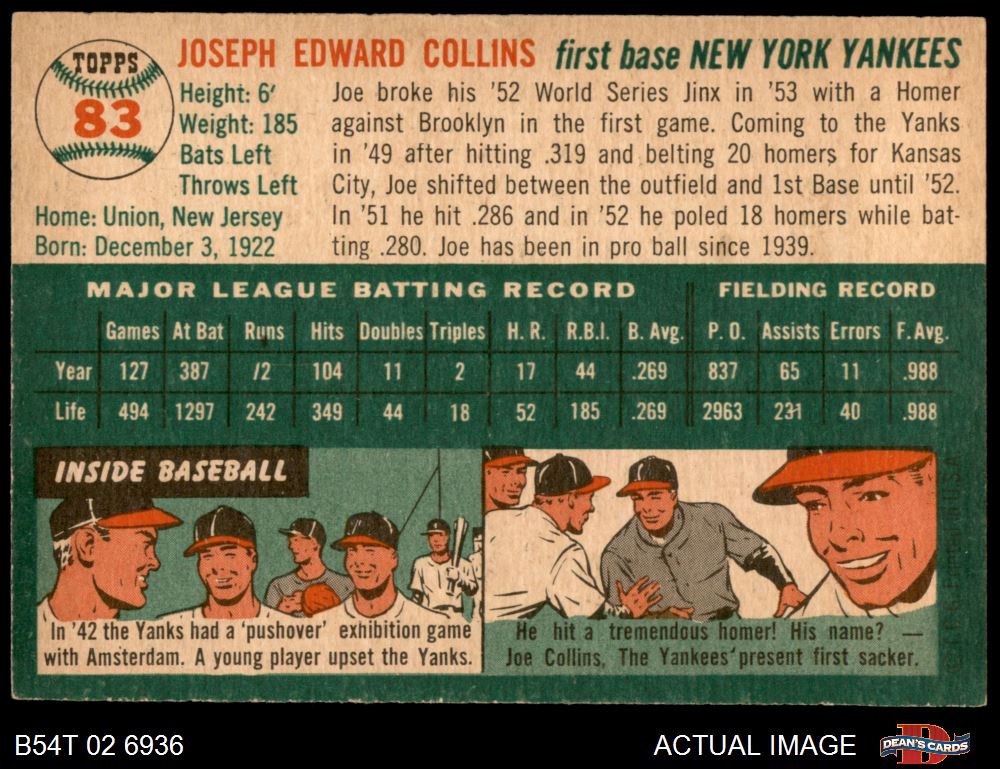 TOPPS
83
JOSEPH EDWARD COLLINS first base NEW YORK YANKEES
Height: 6'
Weight: 185
Bats Left
Throws Left
Home: Union, New Jersey
Born: December 3, 1922
Joe broke his '52 World Series Jinx in '53 with a Homer
against Brooklyn in the first game. Coming to the Yanks
in '49 after hitting .319 and belting 20 homers for Kansas
City, Joe shifted between the outfield and 1st Base until '52.
In '51 he hit .286 and in '52 he poled 18 homers while bat-
ting .280. Joe has been in pro ball since 1939.
MAJOR LEAGUE BATTING RECORD FIELDING RECORD
Games At Bat Runs Hits Doubles Triples H. R. R.B.I. B. Avg. P. O. Assists Errors F. Avg.
Year 127 387 /2 104 11 2 17 44 .269 837 65 11 .988
Life 494 1297 242 349 44 18 52 185 .269 2963 231 40 .988
INSIDE BASEBALL
In '42 the Yanks had a 'pushover' exhibition game
with Amsterdam. A young player upset the Yanks.
He hit a tremendous homer! His name? —
Joe Collins, The Yankees' present first sacker.
B54T 02 6936
ACTUAL IMAGE
DEAN'S CARDS